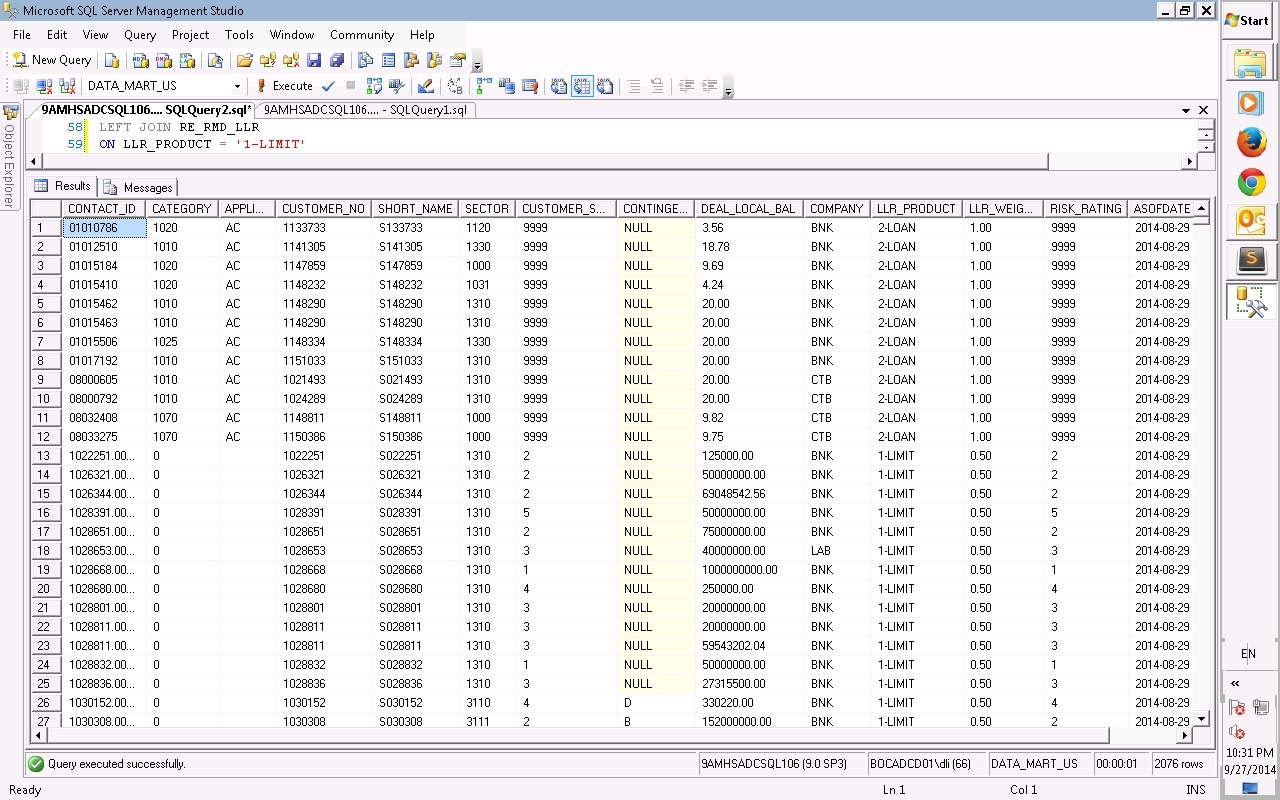 Microsoft SQL Server Management Studio
File Edit View Query Project Tools Window Community Help
New Query
DATA_MART_US Execute
9AMHSADCSQL106.... SQLQuery2.sql* 9AMHSADCSQL106.... - SQLQuery1.sql
Object Explorer
58 LEFT JOIN RE_RMD_LLR
59 ON LLR_PRODUCT = '1-LIMIT'
Results Messages
CONTACT_ID CATEGORY APPLI... CUSTOMER_NO SHORT_NAME SECTOR CUSTOMER_S... CONTINGE... DEAL_LOCAL_BAL COMPANY LLR_PRODUCT LLR_WEIG... RISK_RATING ASOFDATE
1 01010786 1020 AC 1133733 S133733 1120 9999 NULL 3.56 BNK 2-LOAN 1.00 9999 2014-08-29
2 01012510 1010 AC 1141305 S141305 1330 9999 NULL 18.78 BNK 2-LOAN 1.00 9999 2014-08-29
3 01015184 1020 AC 1147859 S147859 1000 9999 NULL 9.69 BNK 2-LOAN 1.00 9999 2014-08-29
4 01015410 1020 AC 1148232 S148232 1031 9999 NULL 4.24 BNK 2-LOAN 1.00 9999 2014-08-29
5 01015462 1010 AC 1148290 S148290 1310 9999 NULL 20.00 BNK 2-LOAN 1.00 9999 2014-08-29
6 01015463 1010 AC 1148290 S148290 1310 9999 NULL 20.00 BNK 2-LOAN 1.00 9999 2014-08-29
7 01015506 1025 AC 1148334 S148334 1330 9999 NULL 20.00 BNK 2-LOAN 1.00 9999 2014-08-29
8 01017192 1010 AC 1151033 S151033 1310 9999 NULL 20.00 BNK 2-LOAN 1.00 9999 2014-08-29
9 08000605 1010 AC 1021493 S021493 1310 9999 NULL 20.00 CTB 2-LOAN 1.00 9999 2014-08-29
10 08000792 1010 AC 1024289 S024289 1310 9999 NULL 20.00 CTB 2-LOAN 1.00 9999 2014-08-29
11 08032408 1070 AC 1148811 S148811 1000 9999 NULL 9.82 CTB 2-LOAN 1.00 9999 2014-08-29
12 08033275 1070 AC 1150386 S150386 1000 9999 NULL 9.75 CTB 2-LOAN 1.00 9999 2014-08-29
13 1022251.00... 0 1022251 S022251 1310 2 NULL 125000.00 BNK 1-LIMIT 0.50 2 2014-08-29
14 1026321.00... 0 1026321 S026321 1310 2 NULL 50000000.00 BNK 1-LIMIT 0.50 2 2014-08-29
15 1026344.00... 0 1026344 S026344 1310 2 NULL 69048542.56 BNK 1-LIMIT 0.50 2 2014-08-29
16 1028391.00... 0 1028391 S028391 1310 5 NULL 50000000.00 BNK 1-LIMIT 0.50 5 2014-08-29
17 1028651.00... 0 1028651 S028651 1310 2 NULL 75000000.00 BNK 1-LIMIT 0.50 2 2014-08-29
18 1028653.00... 0 1028653 S028653 1310 3 NULL 40000000.00 LAB 1-LIMIT 0.50 3 2014-08-29
19 1028668.00... 0 1028668 S028668 1310 1 NULL 1000000000.00 BNK 1-LIMIT 0.50 1 2014-08-29
20 1028680.00... 0 1028680 S028680 1310 4 NULL 250000.00 BNK 1-LIMIT 0.50 4 2014-08-29
21 1028801.00... 0 1028801 S028801 1310 3 NULL 20000000.00 BNK 1-LIMIT 0.50 3 2014-08-29
22 1028811.00... 0 1028811 S028811 1310 3 NULL 20000000.00 BNK 1-LIMIT 0.50 3 2014-08-29
23 1028811.00... 0 1028811 S028811 1310 3 NULL 59543202.04 BNK 1-LIMIT 0.50 3 2014-08-29
24 1028832.00... 0 1028832 S028832 1310 1 NULL 50000000.00 BNK 1-LIMIT 0.50 1 2014-08-29
25 1028836.00... 0 1028836 S028836 1310 3 NULL 27315500.00 BNK 1-LIMIT 0.50 3 2014-08-29
26 1030152.00... 0 1030152 S030152 3110 4 D 330220.00 BNK 1-LIMIT 0.50 4 2014-08-29
27 1030308.00... 0 1030308 S030308 3111 2 B 152000000.00 BNK 1-LIMIT 0.50 2 2014-08-29
Query executed successfully. 9AMHSADCSQL106 (9.0 SP3) BOCADCD01\dli (66) DATA_MART_US 00:00:01 2076 rows
Ready Ln 1 Col 1 INS
Start
EN
10:31 PM
9/27/2014